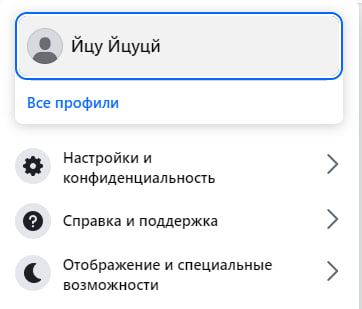 Йцу Йцуцй
Все профили
Настройки и
конфиденциальность
Справка и поддержка
Отображение и специальные
возможности